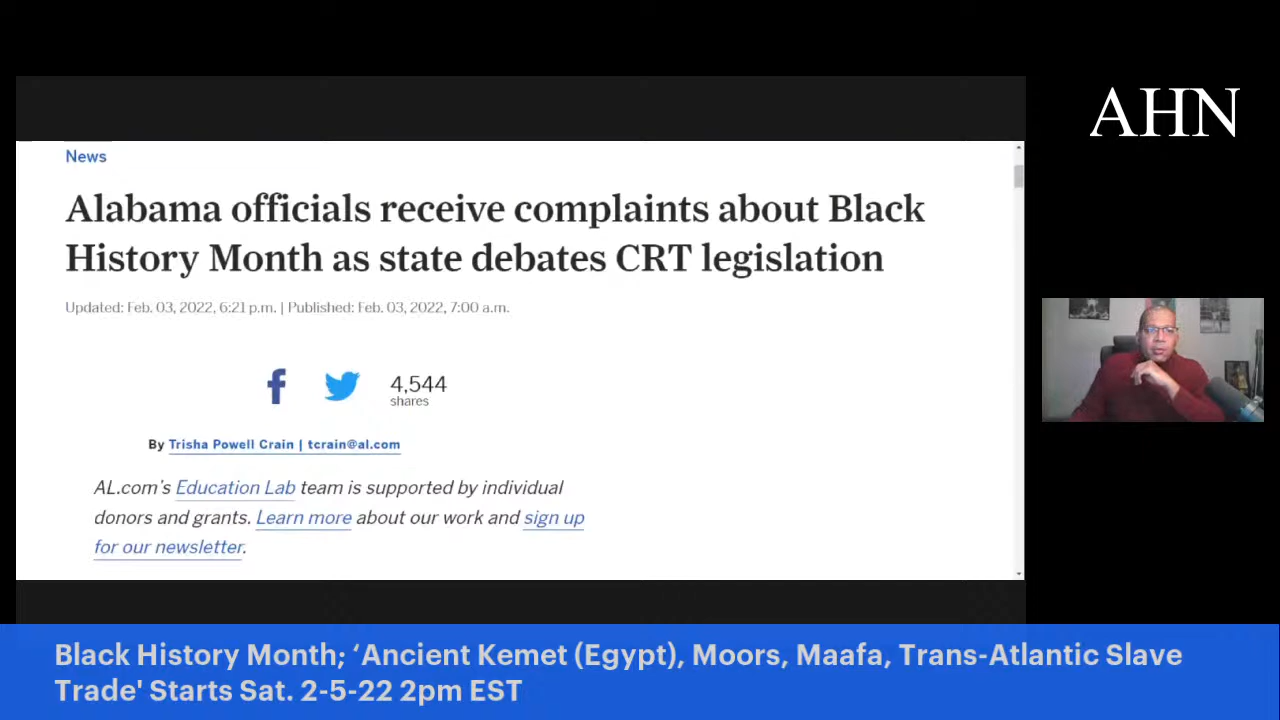 AHN
News
Alabama officials receive complaints about Black
History Month as state debates CRT legislation
Updated: Feb. 03, 2022, 6:21 p.m. | Published: Feb. 03, 2022, 7:00 a.m.
4,544
shares
By Trisha Powell Crain | tcrain@al.com
AL.com's Education Lab team is supported by individual
donors and grants. Learn more about our work and sign up
for our newsletter.
Black History Month; ‘Ancient Kemet (Egypt), Moors, Maafa, Trans-Atlantic Slave
Trade' Starts Sat. 2-5-22 2pm EST